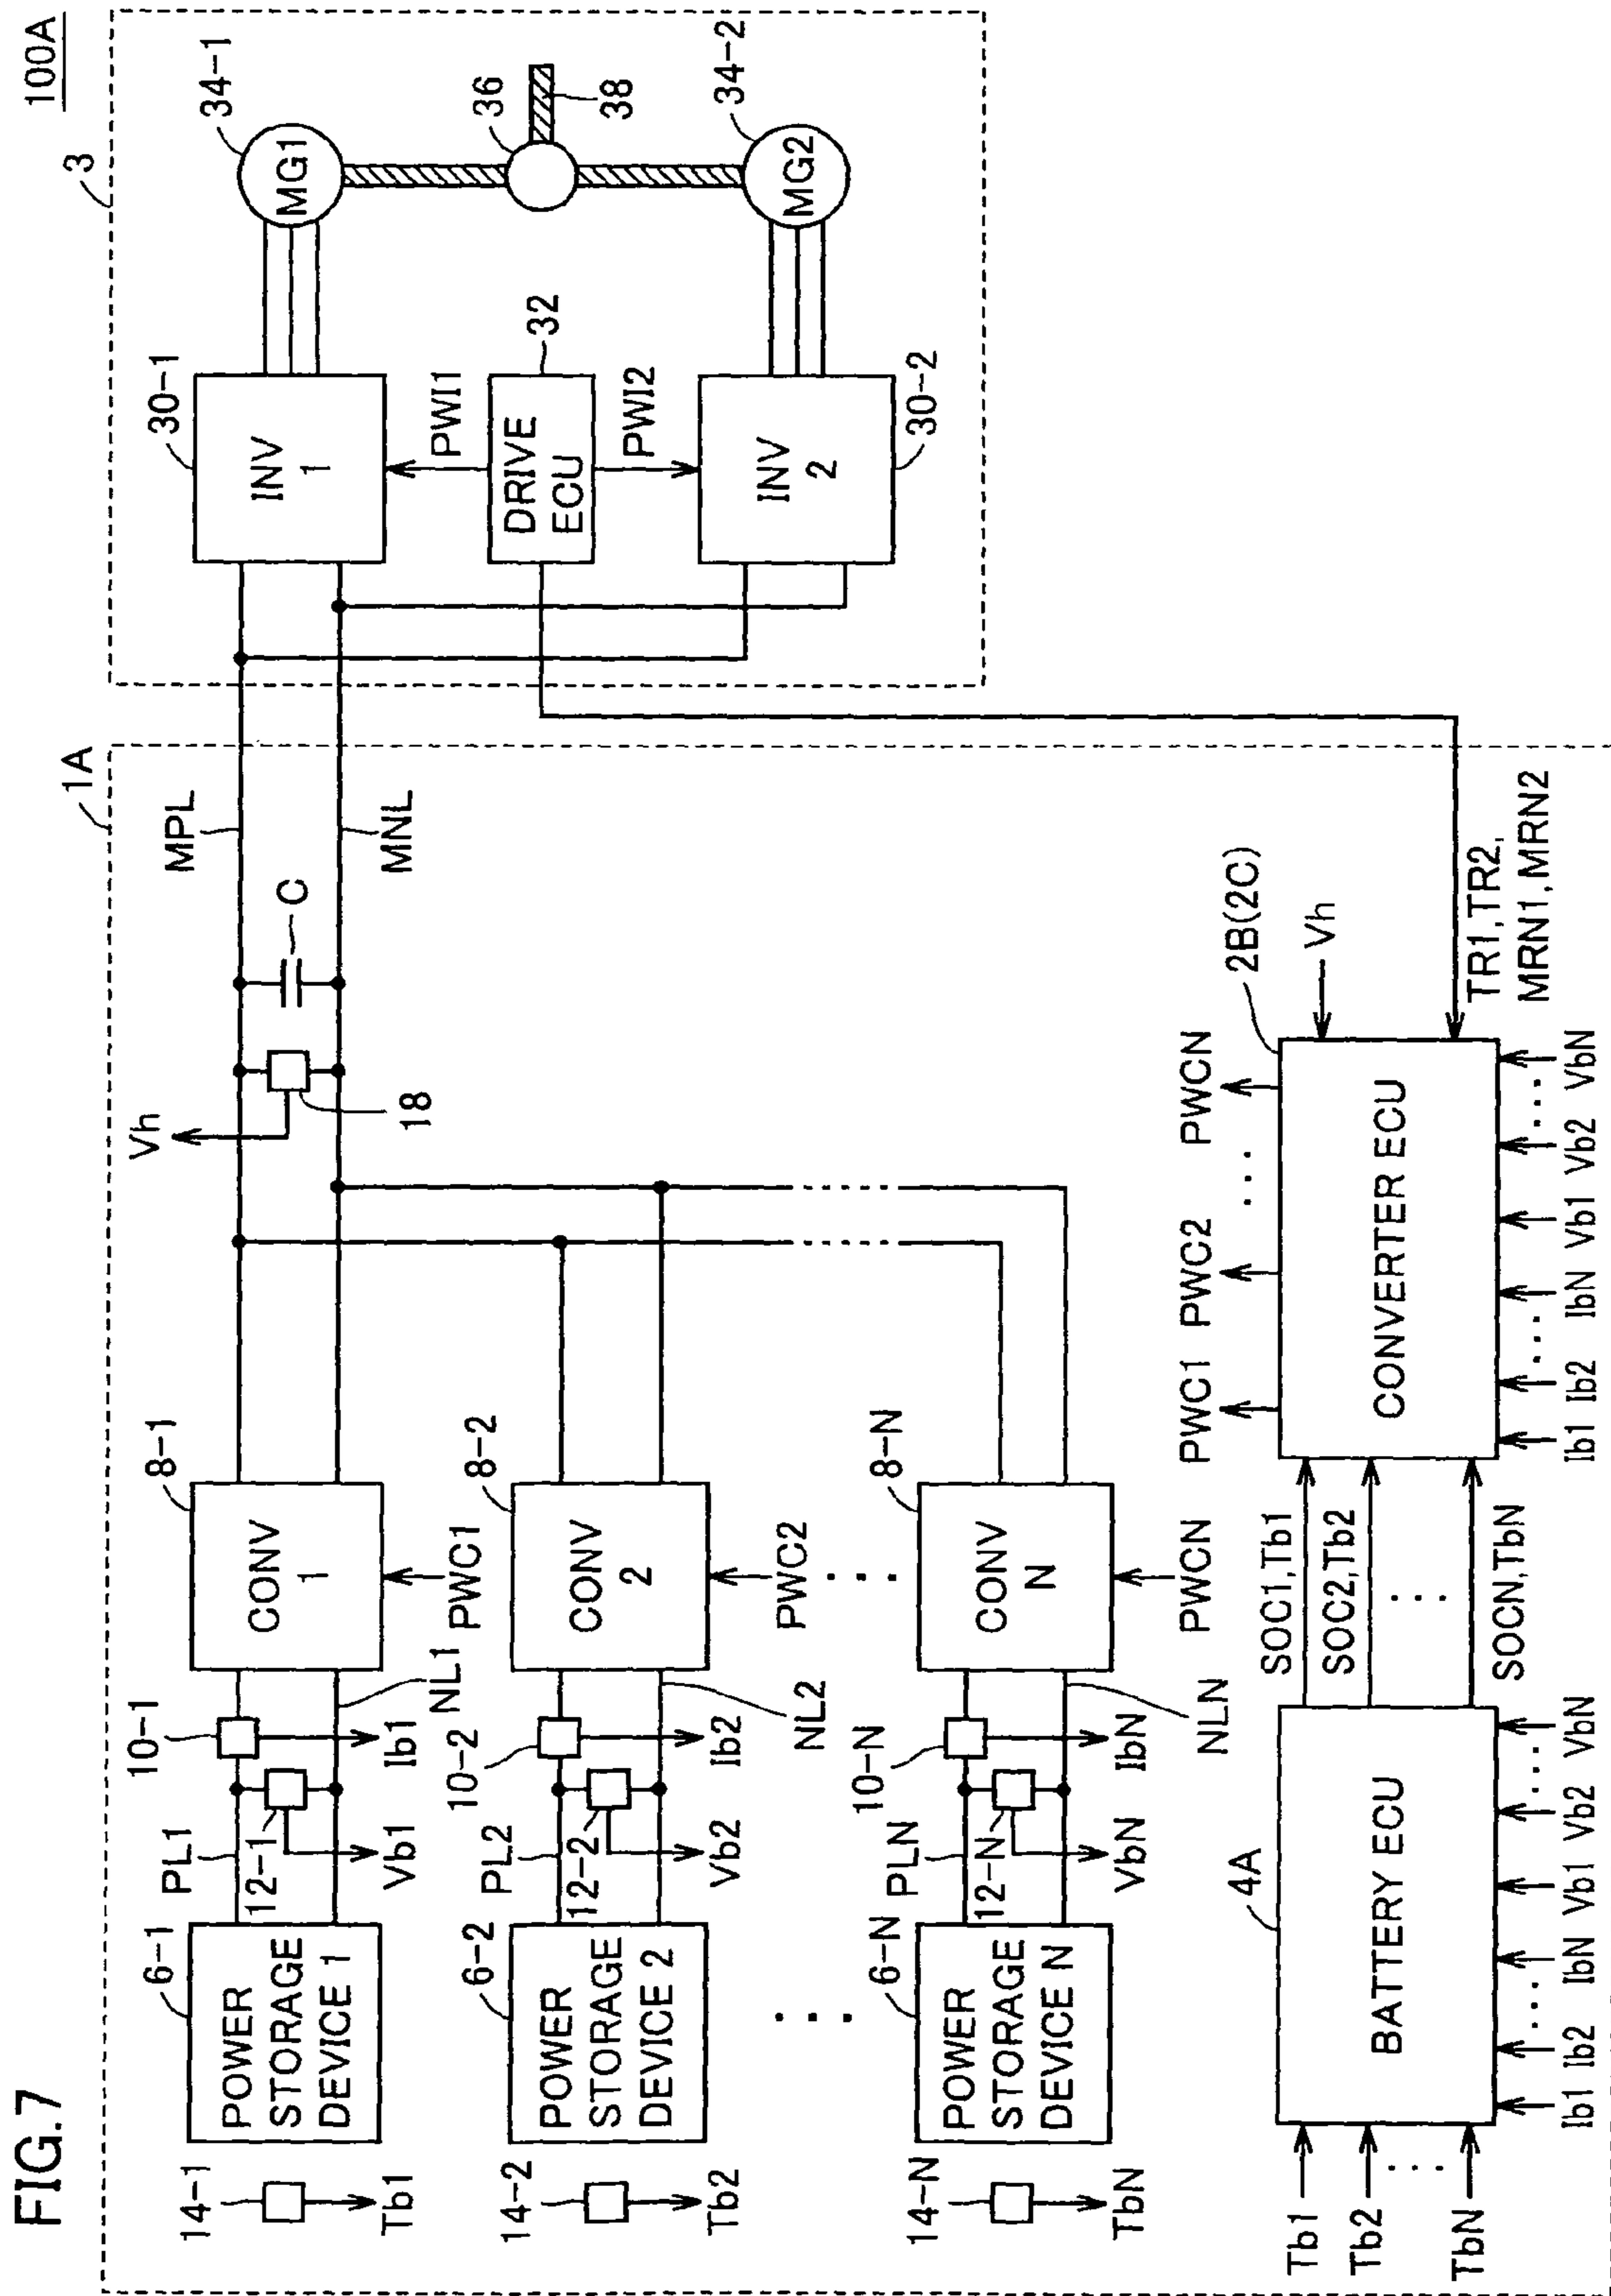 FIG.7
100A
1A
3
14-1
Tb1
6-1
POWER
STORAGE
DEVICE 1
PL1
12-1
Vb1
10-1
Ib1
NL1
8-1
CONV
1
PWC1
Vh
18
C
MPL
MNL
30-1
INV
1
PWI1
34-1
MG1
DRIVE
ECU
32
36
38
PWI2
INV
2
30-2
34-2
MG2
14-2
Tb2
6-2
POWER
STORAGE
DEVICE 2
PL2
12-2
Vb2
10-2
Ib2
NL2
8-2
CONV
2
PWC2
...
...
14-N
TbN
6-N
POWER
STORAGE
DEVICE N
PLN
12-N
VbN
10-N
IbN
NLN
8-N
CONV
N
PWCN
Tb1
Tb2
...
TbN
4A
BATTERY ECU
Ib1 Ib2 ... IbN Vb1 Vb2 ... VbN
SOC1,Tb1
SOC2,Tb2
...
SOCN,TbN
PWC1 PWC2 ... PWCN
2B(2C)
CONVERTER ECU
Ib1 Ib2 ... IbN Vb1 Vb2 ... VbN
Vh
TR1,TR2,
MRN1,MRN2